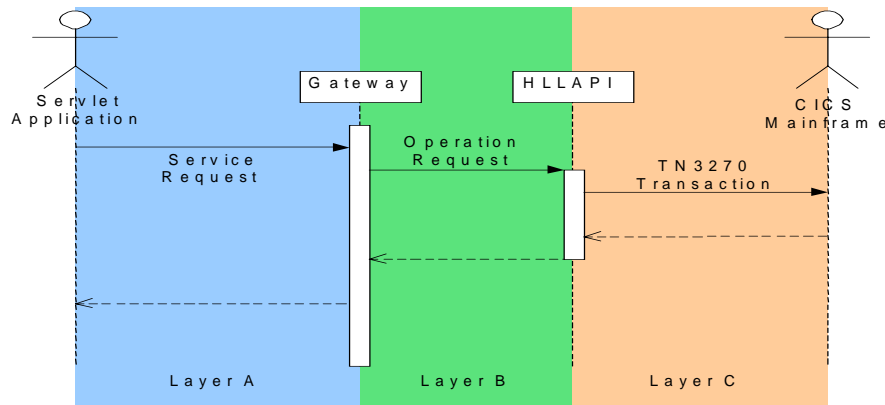 Gateway
HLLAPI
Servlet
Application
CICS
Mainframe
Service
Request
Operation
Request
TN3270
Transaction
Layer A
Layer B
Layer C